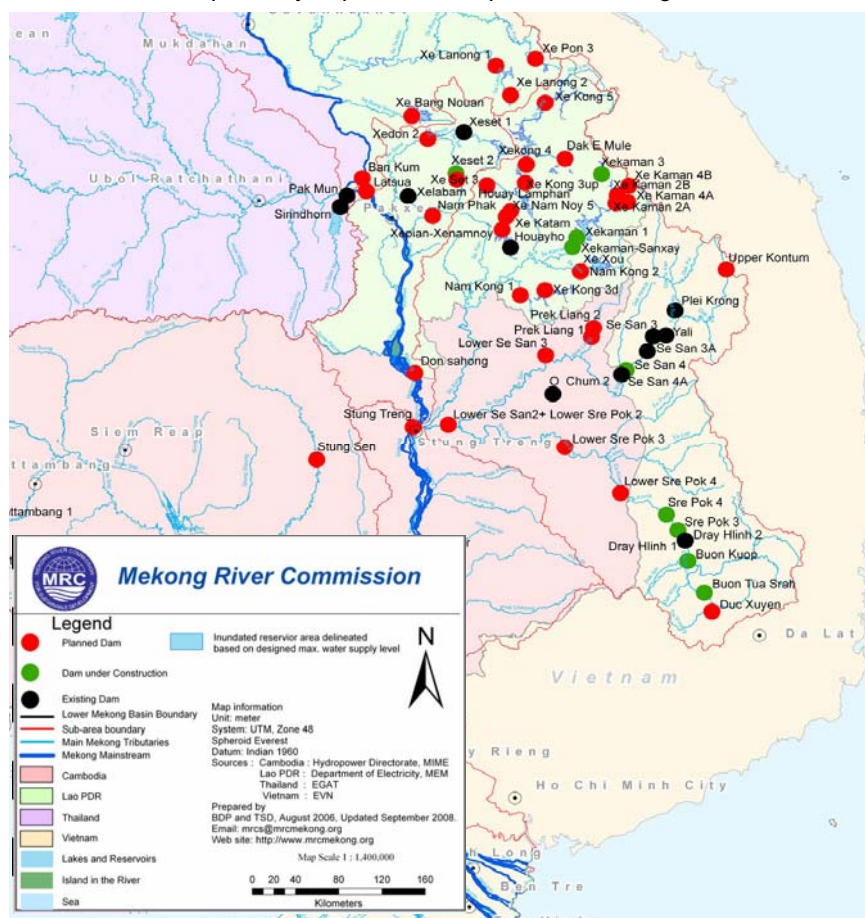 Mukdahan
Xe Lanong 1
Xe Pon 3
Xe Lanong 2
Xe Kong 5
Xe Bang Nouan
Xeset 1
Xedon 2
Xekong 4
Dak E Mule
Ubol Ratchathani
Ban Kum
Xeset 2
Xekaman 3
Xe Kaman 4B
Latsua
Xe Set 3
Xe Kong 3up
Xe Kaman 2B
Pak Mun
Xelabam
Houay Lamphan
Xe Kaman 4A
Sirindhorn
Pakxe
Nam Phak
Xe Nam Noy 5
Xe Kaman 2A
Xe Katam
Xepian-Xenamnoy
Houayho
Xekaman 1
Xekaman-Sanxay
Xe Xou
Upper Kontum
Nam Kong 2
Nam Kong 1
Xe Kong 3d
Plei Krong
Prek Liang 2
Prek Liang 1
Se San 3
Yali
Lower Se San 3
Se San 3A
Don sahong
Se San 4
O Chum 2
Se San 4A
Stung Treng
Lower Se San2+ Lower Sre Pok 2
Siem Reap
Stung Treng
Stung Sen
Lower Sre Pok 3
ttambang
Lower Sre Pok 4
ttambang 1
Sre Pok 4
Sre Pok 3
Dray Hlinh 2
Dray Hlinh 1
Buon Kuop
Buon Tua Srah
Duc Xuyen
Da Lat
Vietnam
y Rieng
Ho Chi Minh City
Long
Ben Tre
MRC
Mekong River Commission
Legend
Planned Dam
Inundated reservior area delineated
based on designed max. water supply level
N
Dam under Construction
Existing Dam
Lower Mekong Basin Boundary
Sub-area boundary
Main Mekong Tributaries
Mekong Mainstream
Cambodia
Lao PDR
Thailand
Vietnam
Lakes and Reservoirs
Island in the River
Sea
Map information
Unit: meter
System: UTM, Zone 48
Spheroid Everest
Datum: Indian 1960
Sources : Cambodia : Hydropower Directorate, MIME
Lao PDR : Department of Electricity, MEM
Thailand : EGAT
Vietnam : EVN
Prepared by
BDP and TSD, August 2006, Updated September 2008.
Email: mrcs@mrcmekong.org
Web site: http://www.mrcmekong.org
Map Scale 1 : 1,400,000
0 20 40 80 120 160
Kilometers